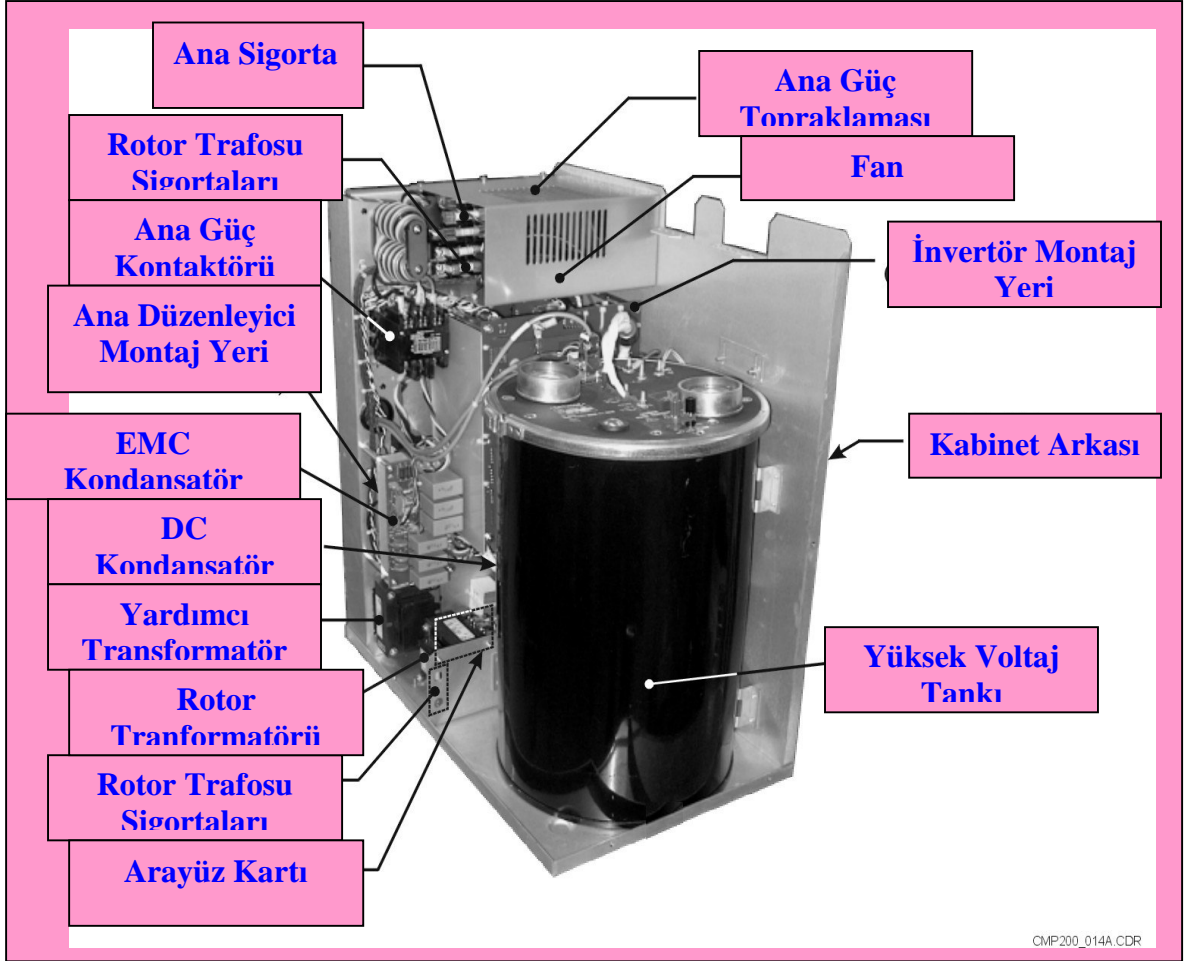 Ana Sigorta
Rotor Trafosu
Sigortaları
Ana Güç
Kontaktörü
Ana Düzenleyici
Montaj Yeri
EMC
Kondansatör
DC
Kondansatör
Yardımcı
Transformatör
Rotor
Tranformatörü
Rotor Trafosu
Sigortaları
Arayüz Kartı
Ana Güç
Topraklaması
Fan
İnvertör Montaj
Yeri
Kabinet Arkası
Yüksek Voltaj
Tankı
CMP200_014A.CDR